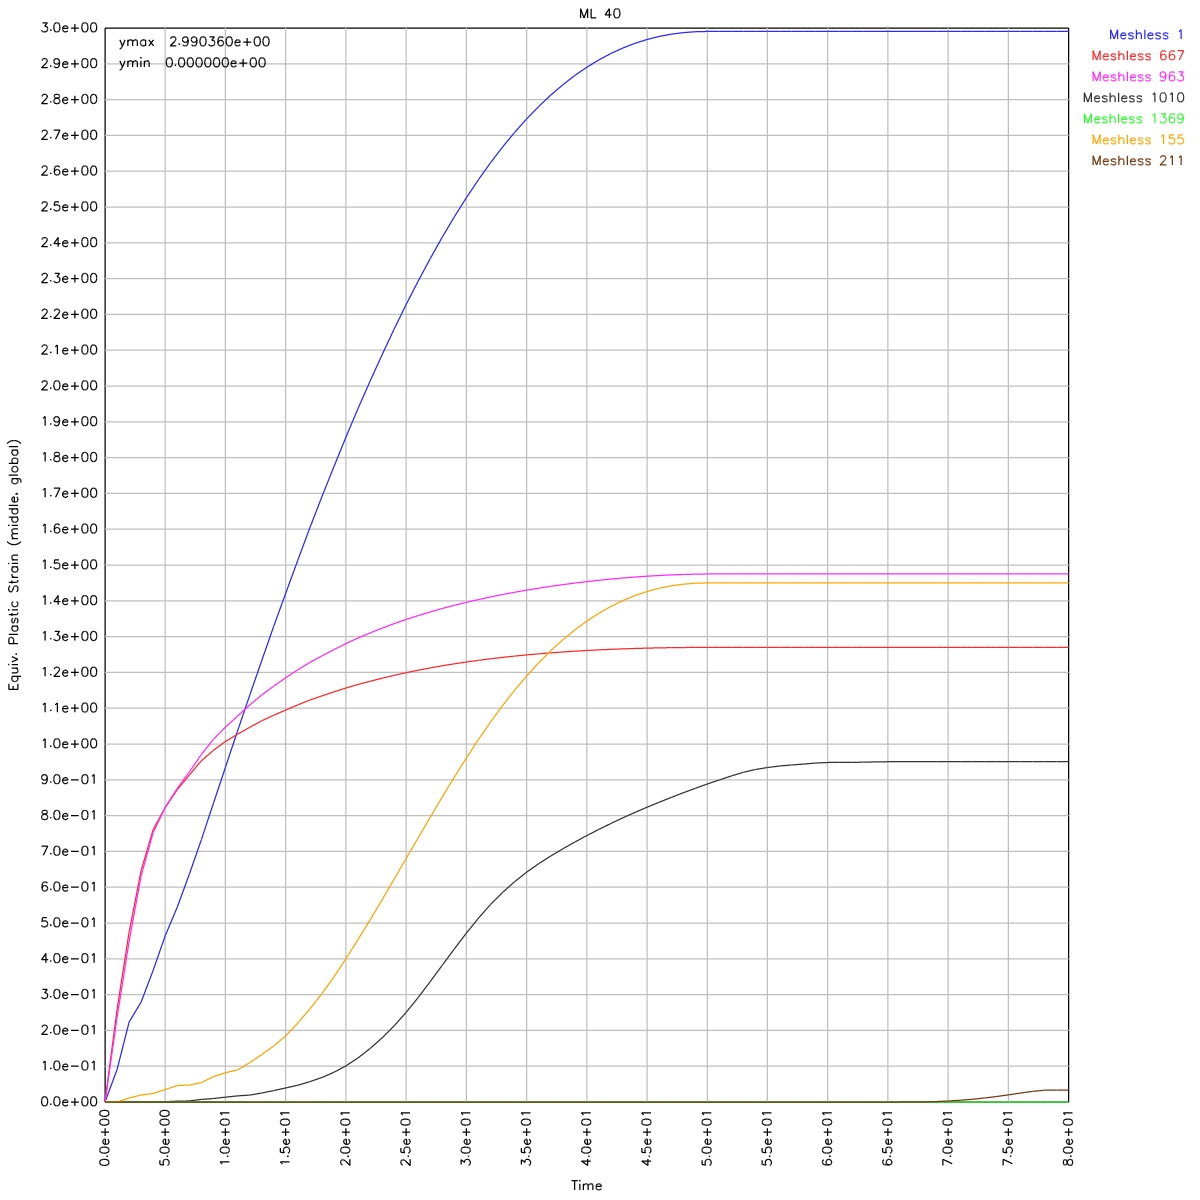 ML 40
ymax 2.990360e+00
ymin 0.000000e+00
Meshless 1
Meshless 667
Meshless 963
Meshless 1010
Meshless 1369
Meshless 155
Meshless 211
3.0e+00
2.9e+00
2.8e+00
2.7e+00
2.6e+00
2.5e+00
2.4e+00
2.3e+00
2.2e+00
2.1e+00
2.0e+00
1.9e+00
1.8e+00
1.7e+00
1.6e+00
1.5e+00
1.4e+00
1.3e+00
1.2e+00
1.1e+00
1.0e+00
9.0e−01
8.0e−01
7.0e−01
6.0e−01
5.0e−01
4.0e−01
3.0e−01
2.0e−01
1.0e−01
0.0e+00
Equiv. Plastic Strain (middle, global)
0.0e+00
5.0e+00
1.0e+01
1.5e+01
2.0e+01
2.5e+01
3.0e+01
3.5e+01
4.0e+01
4.5e+01
5.0e+01
5.5e+01
6.0e+01
6.5e+01
7.0e+01
7.5e+01
8.0e+01
Time